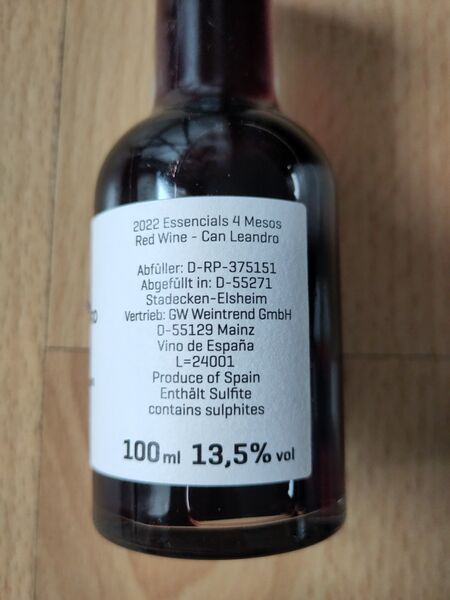 2022 Essencials 4 Mesos
Red Wine - Can Leandro
Abfüller: D-RP-375151
Abgefüllt in: D-55271
Stadecken-Elsheim
Vertrieb: GW Weintrend GmbH
D-55129 Mainz
Vino de España
L=24001
Produce of Spain
Enthält Sulfite
contains sulphites
100ml 13,5% vol